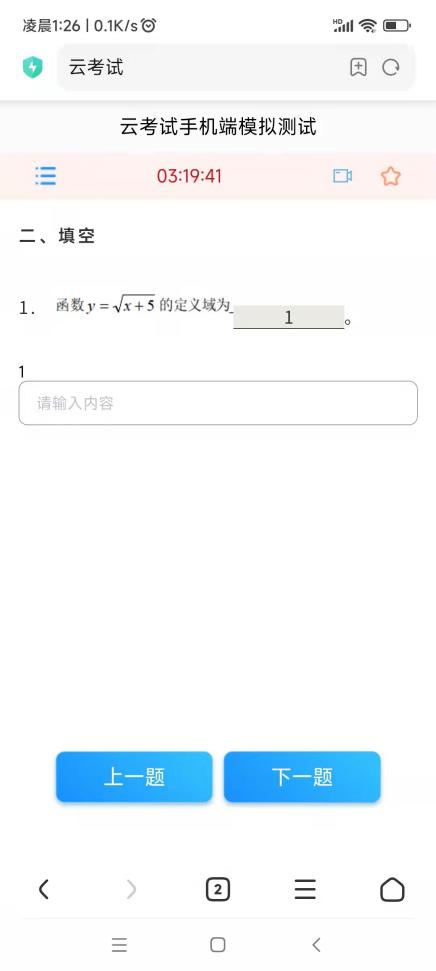 凌晨1:26 | 0.1K/s
HD
云考试
云考试手机端模拟测试
03:19:41
二、填空
1. 函数 y = √x+5 的定义域为_ 1 。
1
请输入内容
上一题 下一题
2